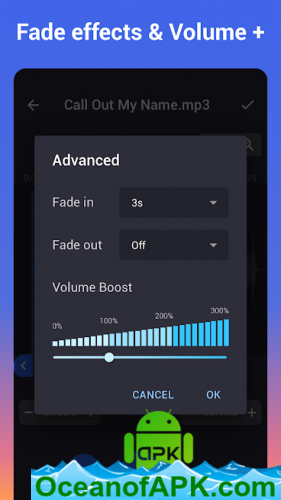 Fade effects & Volume +
Call Out My Name.mp3
Advanced
Fade in 3s
Fade out Off
Volume Boost
0% 100% 200% 300%
CANCEL OK
APK
OceanofAPK.com